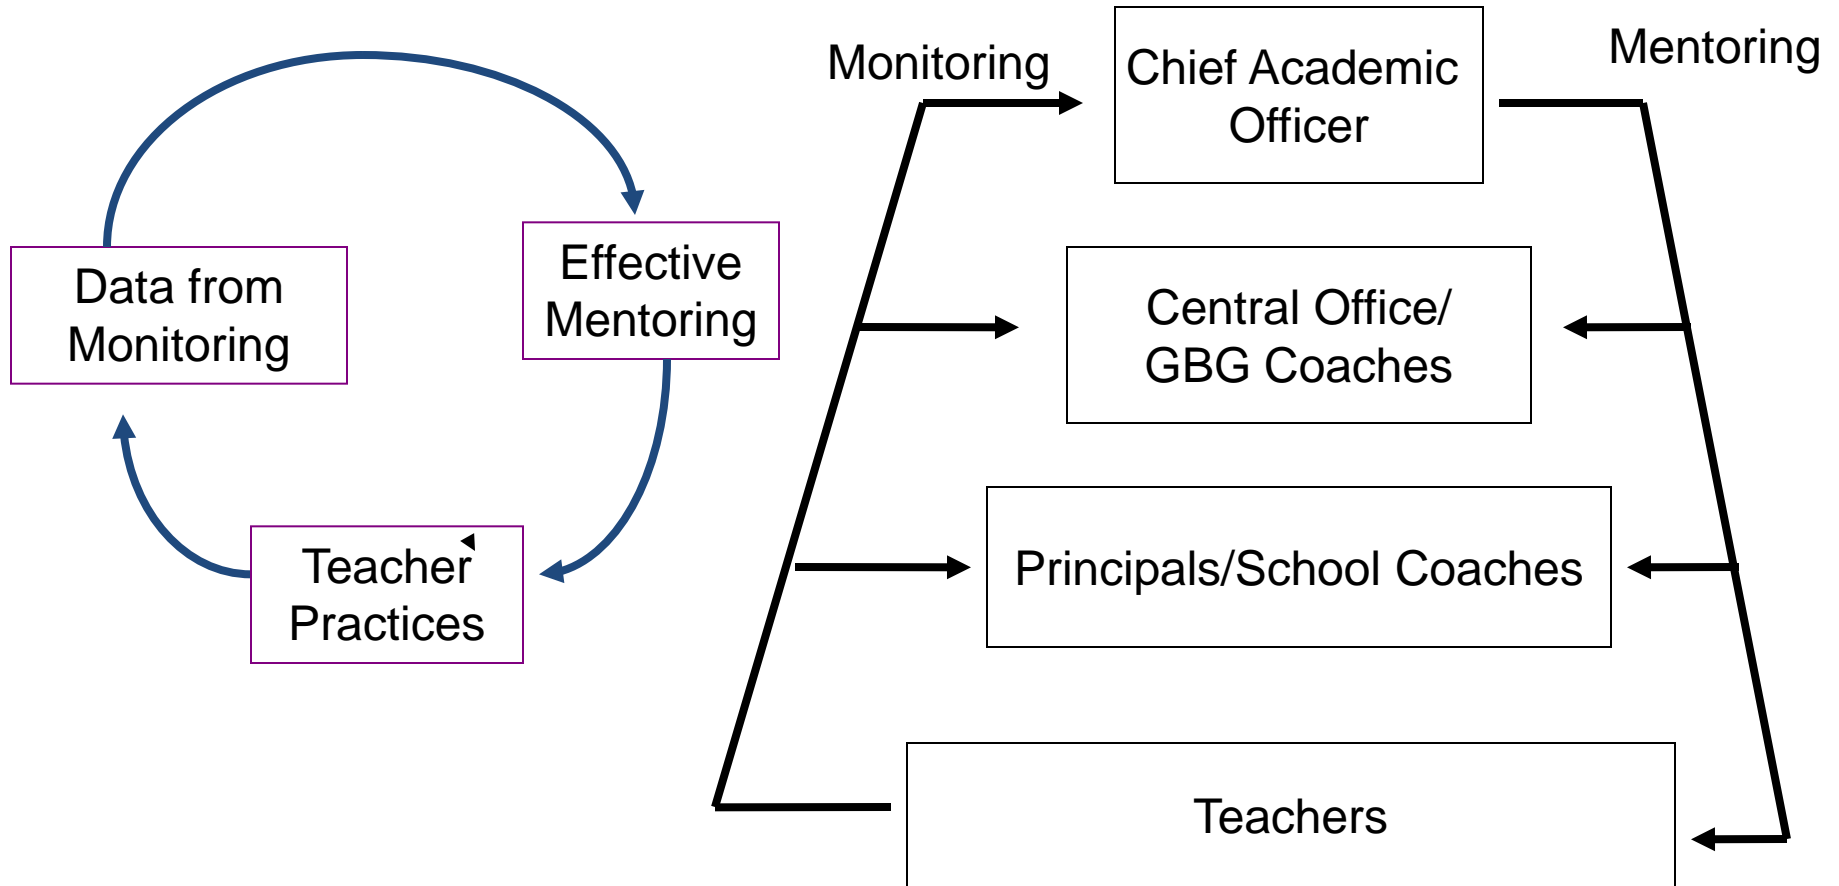 Data from
Monitoring
Effective
Mentoring
Teacher
Practices
Monitoring
Mentoring
Chief Academic
Officer
Central Office/
GBG Coaches
Principals/School Coaches
Teachers